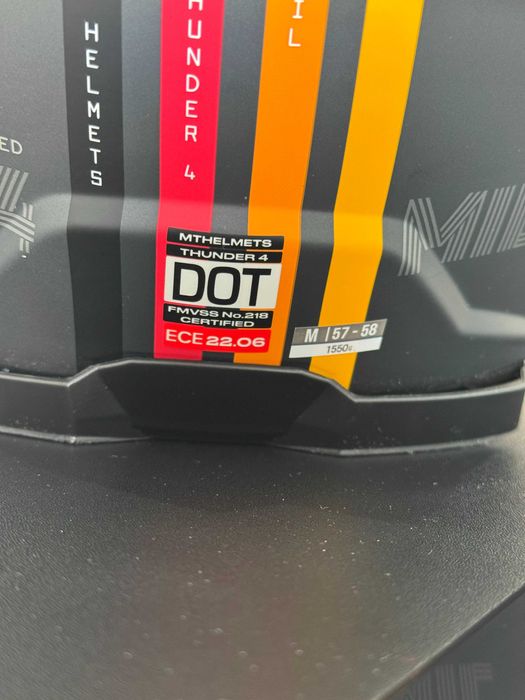 HELMETS
HUNDER 4
IL
ED
MTHELMETS
THUNDER 4
DOT
FMVSS No.218
CERTIFIED
ECE 22.06
M | 57 - 58
1550g